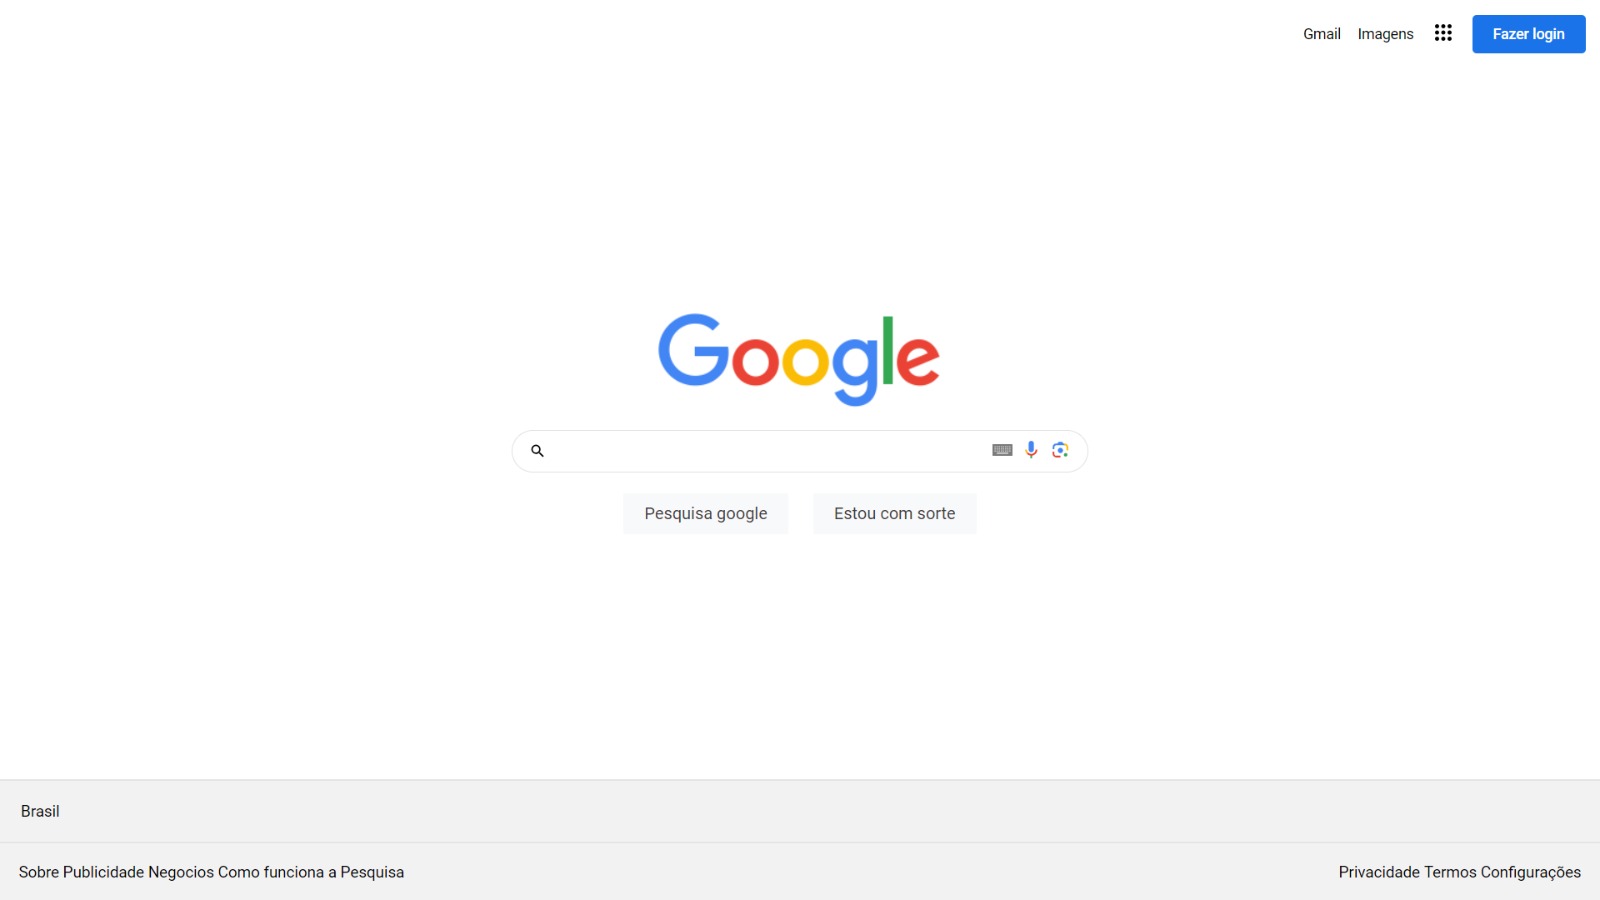 Gmail Imagens Fazer login
Google
Pesquisa google Estou com sorte
Brasil
Sobre Publicidade Negocios Como funciona a Pesquisa Privacidade Termos Configurações